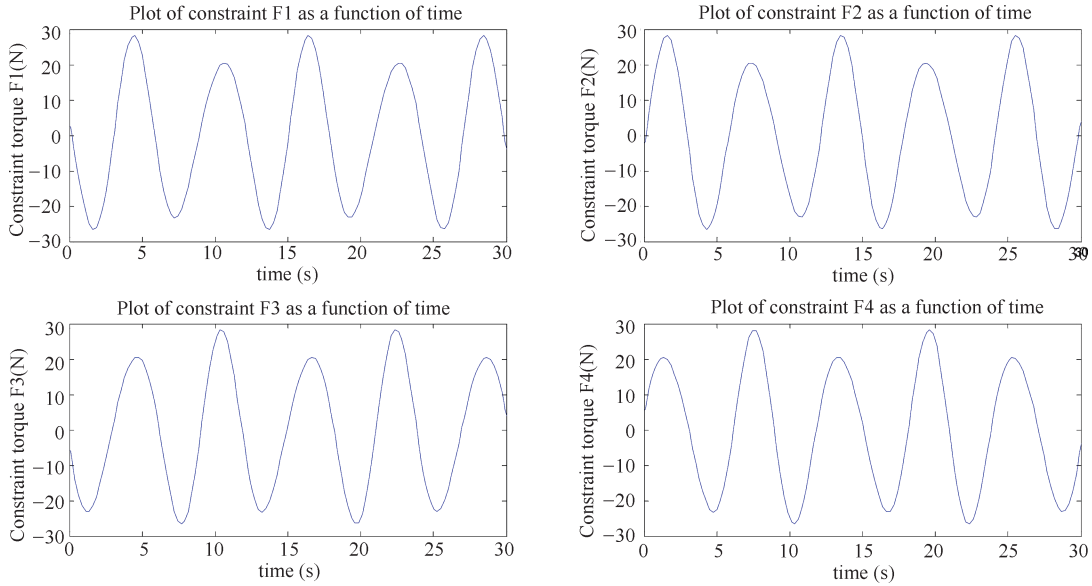 Plot of constraint F1 as a function of time
Constraint torque F1(N)
30
20
10
0
−10
−20
−30
0 5 10 15 20 25 30
time (s)
Plot of constraint F2 as a function of time
Constraint torque F2(N)
30
20
10
0
−10
−20
−30
0 5 10 15 20 25 30
30
time (s)
Plot of constraint F3 as a function of time
Constraint torque F3(N)
30
20
10
0
−10
−20
−30
0 5 10 15 20 25 30
time (s)
Plot of constraint F4 as a function of time
Constraint torque F4(N)
30
20
10
0
−10
−20
−30
0 5 10 15 20 25 30
time (s)